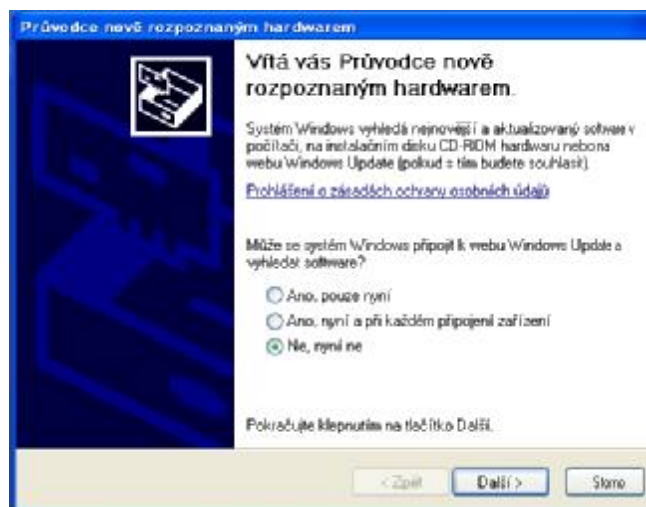 Průvodce nově rozpoznaným hardwarem
Vítá vás Průvodce nově
rozpoznaným hardwarem.
Systém Windows vyhledá nejnovější a aktualizovaný software v
počítači, na instalačním disku CD-ROM hardwaru nebo na
webu Windows Update (pokud s tím budete souhlasit).
Prohlášení o zásadách ochrany osobních údajů
Může se systém Windows připojit k webu Windows Update a
vyhledat software?
Ano, pouze nyní
Ano, nyní a při každém připojení zařízení
Ne, nyní ne
Pokračujte klepnutím na tlačítko Další.
< Zpět
Další >
Storno